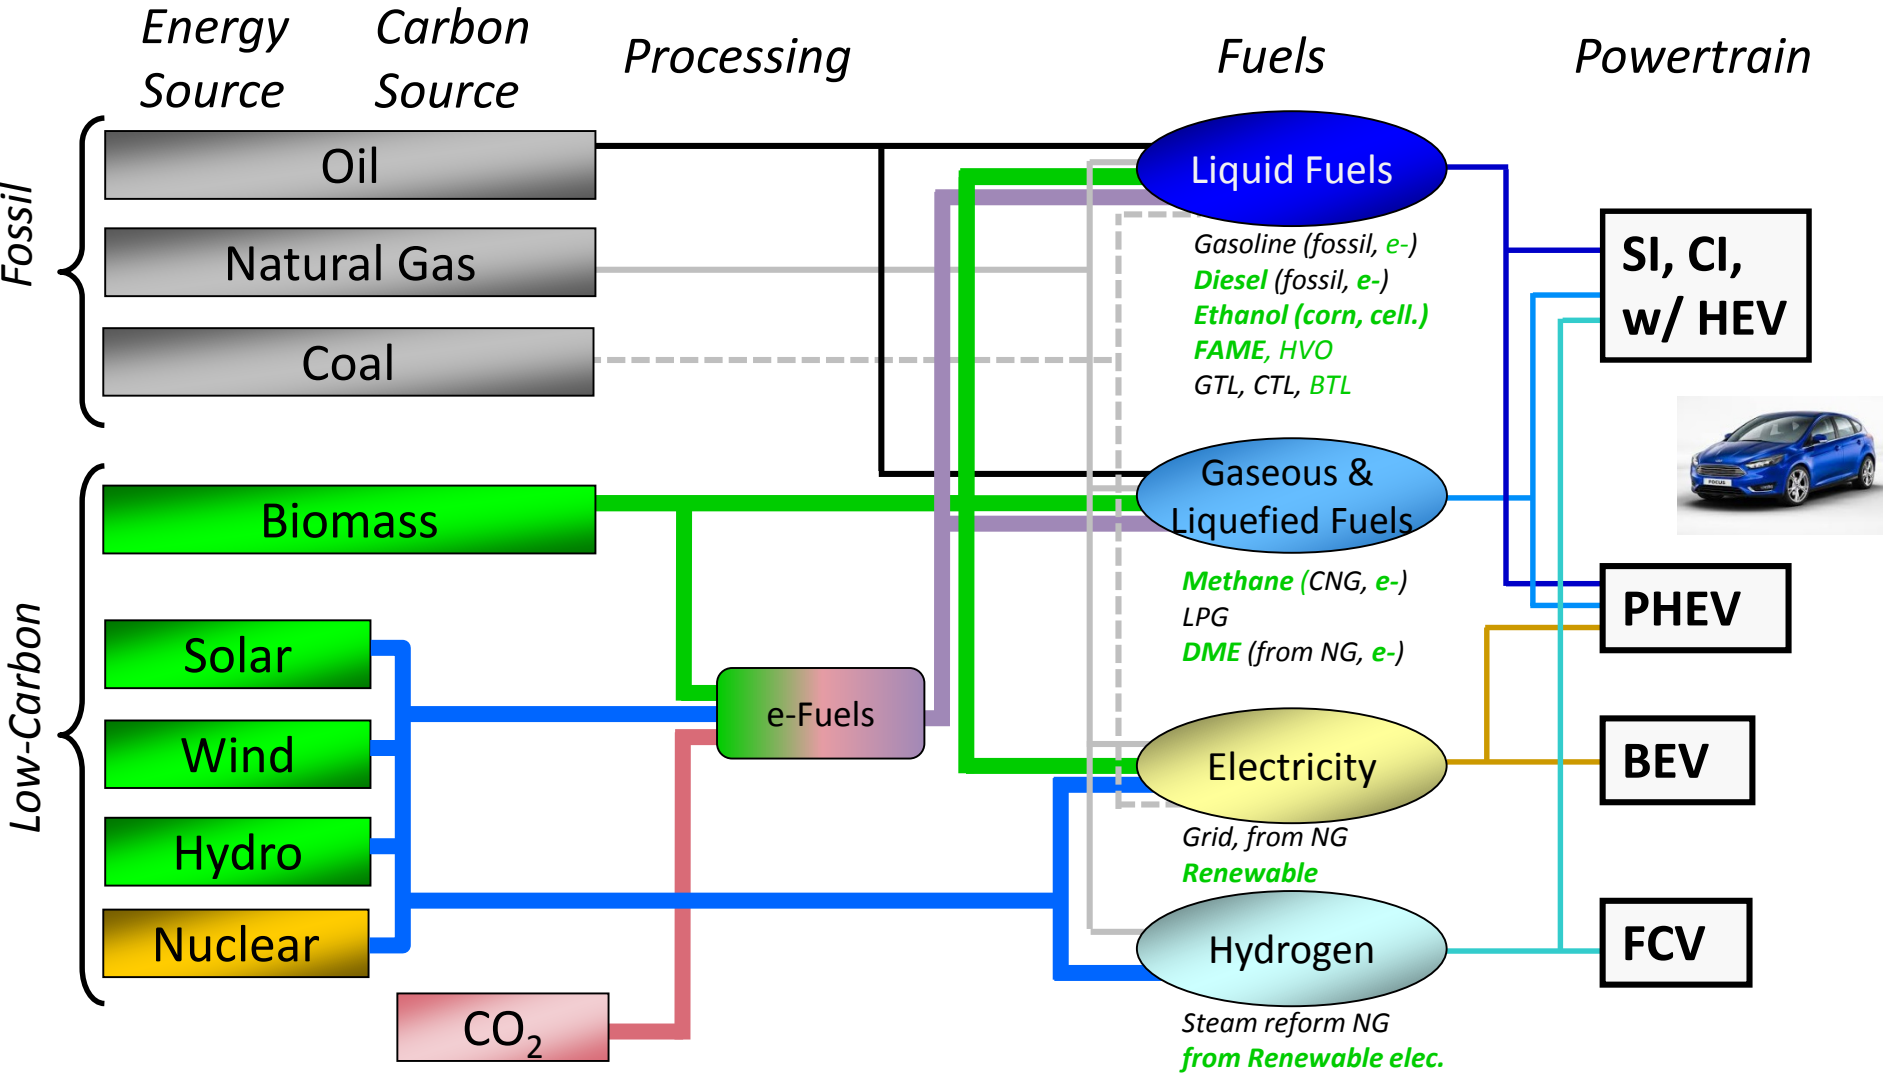 Energy
Source
Carbon
Source
Processing
Fuels
Powertrain
Fossil
Oil
Natural Gas
Coal
Low-Carbon
Biomass
Solar
Wind
Hydro
Nuclear
CO2
e-Fuels
Liquid Fuels
Gasoline (fossil, e-)
Diesel (fossil, e-)
Ethanol (corn, cell.)
FAME, HVO
GTL, CTL, BTL
Gaseous &
Liquefied Fuels
Methane (CNG, e-)
LPG
DME (from NG, e-)
Electricity
Grid, from NG
Renewable
Hydrogen
Steam reform NG
from Renewable elec.
SI, CI,
w/ HEV
FOCUS
PHEV
BEV
FCV